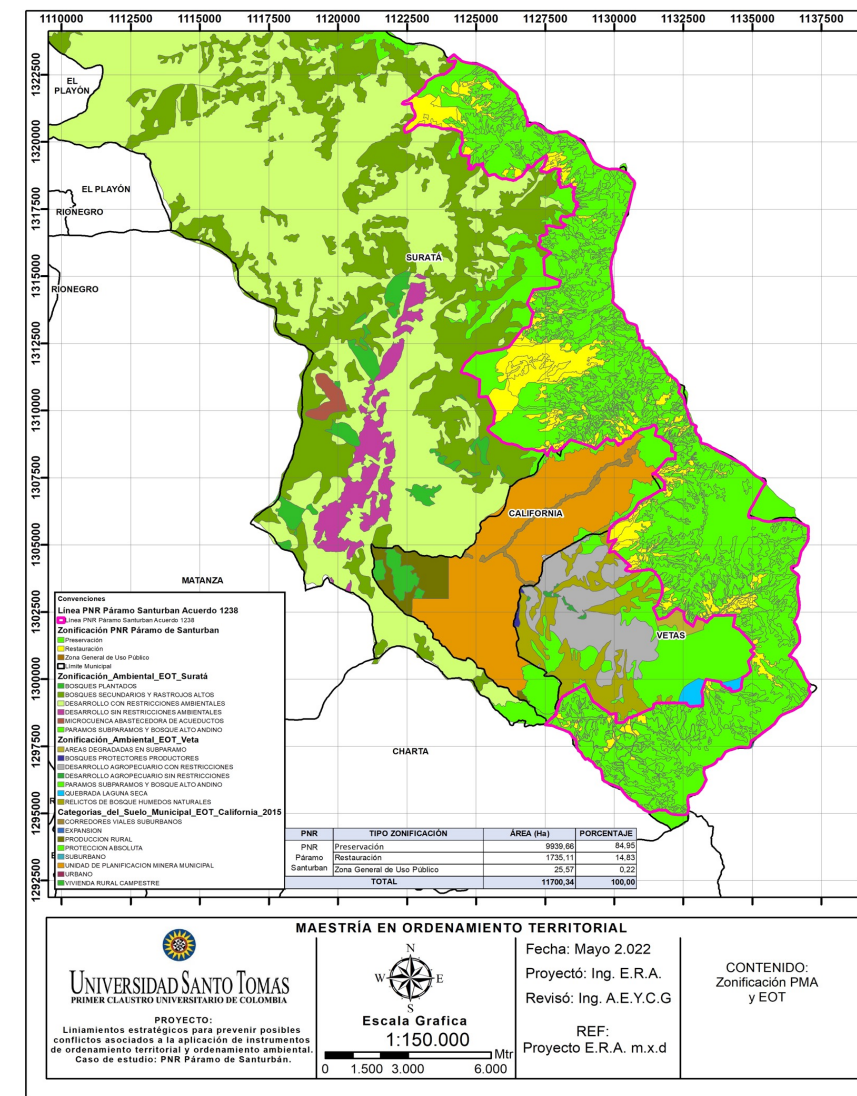 1110000 1112500 1115000 1117500 1120000 1122500 1125000 1127500 1130000 1132500 1135000 1137500
1322500
1320000
1317500
1315000
1312500
1310000
1307500
1305000
1302500
1300000
1297500
1295000
1292500
EL
PLAYÓN
EL PLAYÓN
RIONEGRO
RIONEGRO
SURATÁ
CALIFORNIA
MATANZA
VETAS
CHARTA
Convenciones
Línea PNR Páramo Santurban Acuerdo 1238
Línea PNR Páramo Santurban Acuerdo 1238
Zonificación PNR Páramo de Santurban
Preservación
Restauración
Zona General de Uso Público
Limite Municipal
Zonificación_Ambiental_EOT_Suratá
BOSQUES PLANTADOS
BOSQUES SECUNDARIOS Y RASTROJOS ALTOS
DESARROLLO CON RESTRICCIONES AMBIENTALES
DESARROLLO SIN RESTRICCIONES AMBIENTALES
MICROCUENCA ABASTECEDORA DE ACUEDUCTOS
PARAMOS SUBPARAMOS Y BOSQUE ALTO ANDINO
Zonificación_Ambiental_EOT_Veta
AREAS DEGRADADAS EN SUBPARAMO
BOSQUES PROTECTORES PRODUCTORES
DESARROLLO AGROPECUARIO CON RESTRICCIONES
DESARROLLO AGROPECUARIO SIN RESTRICCIONES
PARAMOS SUBPARAMOS Y BOSQUE ALTO ANDINO
QUEBRADA LAGUNA SECA
RELICTOS DE BOSQUE HUMEDOS NATURALES
Categorias_del_Suelo_Municipal_EOT_California_2015
CORREDORES VIALES SUBURBANOS
EXPANSION
PRODUCCION RURAL
PROTECCION ABSOLUTA
SUBURBANO
UNIDAD DE PLANIFICACION MINERA MUNICIPAL
URBANO
VIVIENDA RURAL CAMPESTRE
PNR TIPO ZONIFICACIÓN ÁREA (Ha) PORCENTAJE
PNR Preservación 9939,66 84,95
Páramo Restauración 1735,11 14,83
Santurban Zona General de Uso Público 25,57 0,22
TOTAL 11700,34 100,00
MAESTRÍA EN ORDENAMIENTO TERRITORIAL
UNIVERSIDAD SANTO TOMAS
PRIMER CLAUSTRO UNIVERSITARIO DE COLOMBIA
PROYECTO:
Liniamientos estratégicos para prevenir posibles
conflictos asociados a la aplicación de instrumentos
de ordenamiento territorial y ordenamiento ambiental.
Caso de estudio: PNR Páramo de Santurbán.
N
W E
S
Escala Grafica
1:150.000
Mtr
0 1.500 3.000 6.000
Fecha: Mayo 2.022
Proyectó: Ing. E.R.A.
Revisó: Ing. A.E.Y.C.G
REF:
Proyecto E.R.A. m.x.d
CONTENIDO:
Zonificación PMA
y EOT